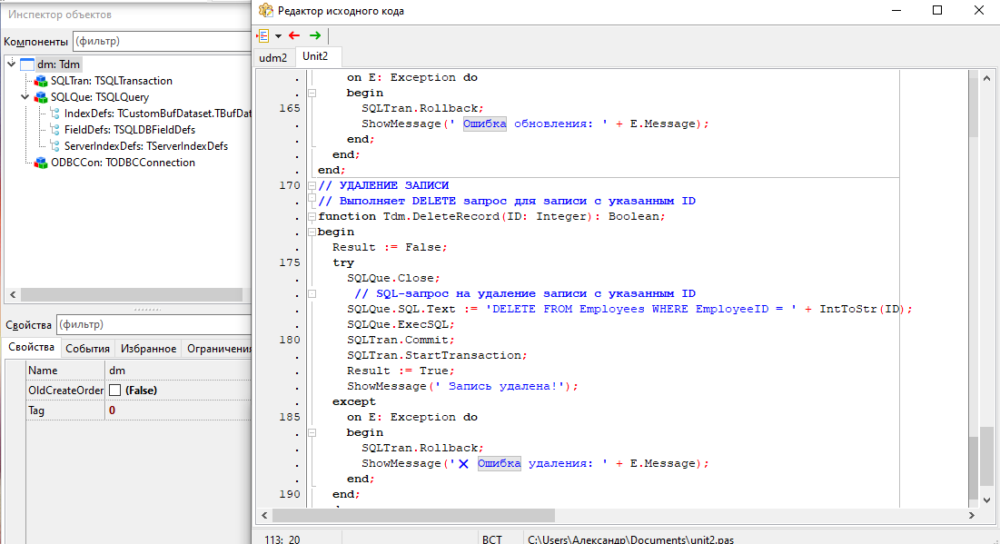 Инспектор объектов
Компоненты (фильтр)
dm: Tdm
SQLTran: TSQLTransaction
SQLQue: TSQLQuery
IndexDefs: TCustomBufDataset.TBufDat
FieldDefs: TSQLDBFieldDefs
ServerIndexDefs: TServerIndexDefs
ODBCCon: TODBCConnection
Свойства (фильтр)
Свойства События Избранное Ограничения
Name dm
OldCreateOrder (False)
Tag 0
Редактор исходного кода
udm2 Unit2
on E: Exception do
begin
165 SQLTran.Rollback;
ShowMessage(' Ошибка обновления: ' + E.Message);
end;
end;
end;
170 // УДАЛЕНИЕ ЗАПИСИ
// Выполняет DELETE запрос для записи с указанным ID
function Tdm.DeleteRecord(ID: Integer): Boolean;
begin
Result := False;
175 try
SQLQue.Close;
// SQL-запрос на удаление записи с указанным ID
SQLQue.SQL.Text := 'DELETE FROM Employees WHERE EmployeeID = ' + IntToStr(ID);
SQLQue.ExecSQL;
180 SQLTran.Commit;
SQLTran.StartTransaction;
Result := True;
ShowMessage(' Запись удалена!');
except
185 on E: Exception do
begin
SQLTran.Rollback;
ShowMessage('❌ Ошибка удаления: ' + E.Message);
end;
190 end;
113: 20 ВСТ C:\Users\Александр\Documents\unit2.pas